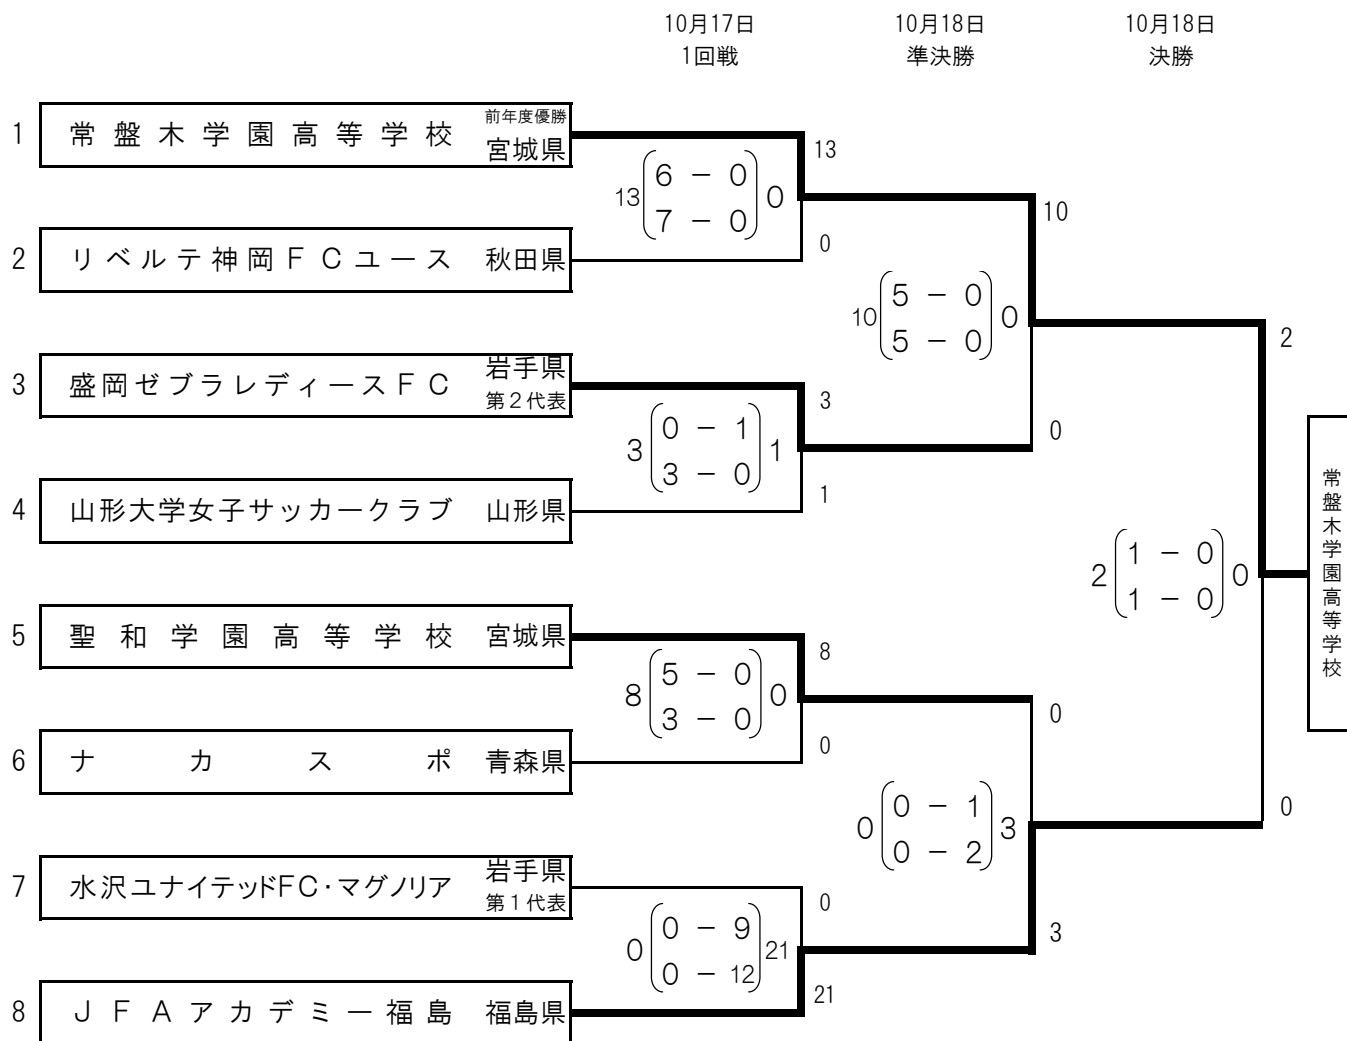 10月17日 10月18日 10月18日
1回戦 準決勝 決勝
1 常盤木学園高等学校 前年度優勝 宮城県
13 6 － 0 0
7 － 0
13
0
2 リベルテ神岡ＦＣユース 秋田県
10 5 － 0 0
5 － 0
10
0
3 盛岡ゼブラレディースＦＣ 岩手県 第２代表
3 0 － 1 1
3 － 0
3
1
4 山形大学女子サッカークラブ 山形県
2 1 － 0 0
1 － 0
2
0
常盤木学園高等学校
5 聖和学園高等学校 宮城県
8 5 － 0 0
3 － 0
8
0
6 ナカスポ 青森県
0 0 － 1 3
0 － 2
0
3
7 水沢ユナイテッドFC・マグノリア 岩手県 第１代表
0 0 － 9 21
0 － 12
0
21
8 ＪＦＡアカデミー福島 福島県